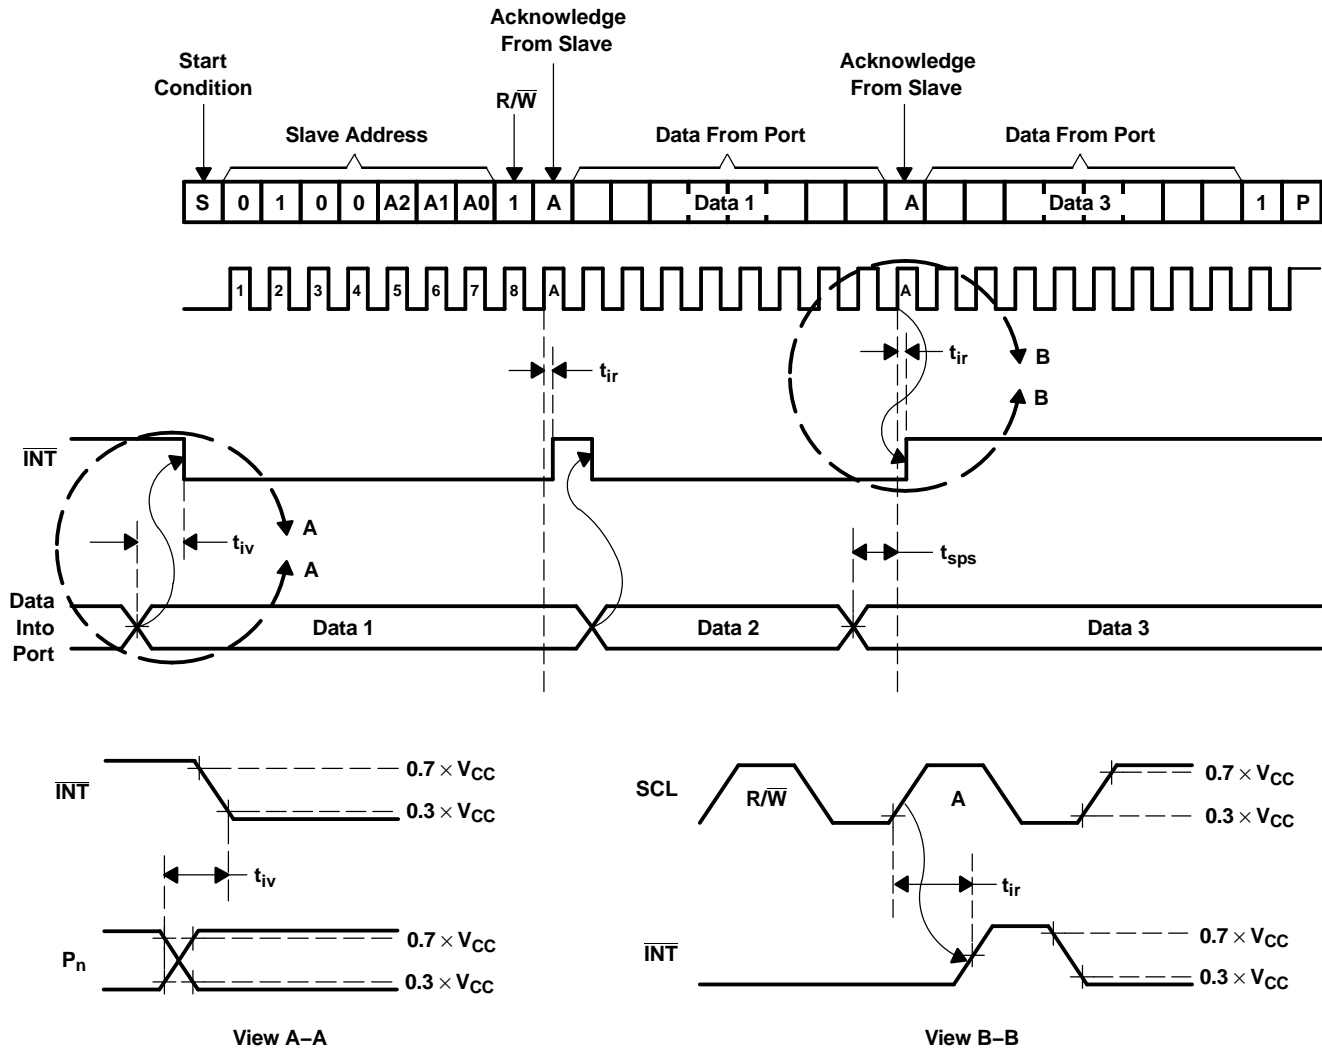 Acknowledge
From Slave
Start
Condition
R/W̅
Acknowledge
From Slave
Slave Address
Data From Port
Data From Port
S 0 1 0 0 A2 A1 A0 1 A Data 1 A Data 3 1 P
1 2 3 4 5 6 7 8 A A
tir
tir
B
B
I̅N̅T̅
A
tiv
A
tsps
Data
Into
Port
Data 1
Data 2
Data 3
I̅N̅T̅
0.7 × VCC
0.3 × VCC
tiv
Pn
0.7 × VCC
0.3 × VCC
View A–A
SCL
R/W̅
A
0.7 × VCC
0.3 × VCC
tir
I̅N̅T̅
0.7 × VCC
0.3 × VCC
View B–B